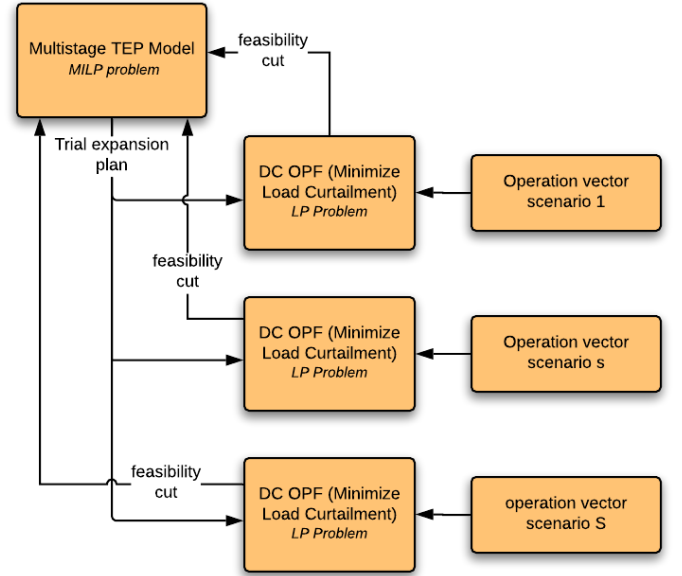 Multistage TEP Model
MILP problem
feasibility
cut
Trial expansion
plan
DC OPF (Minimize
Load Curtailment)
LP Problem
Operation vector
scenario 1
feasibility
cut
DC OPF (Minimize
Load Curtailment)
LP Problem
Operation vector
scenario s
feasibility
cut
DC OPF (Minimize
Load Curtailment)
LP Problem
operation vector
scenario S